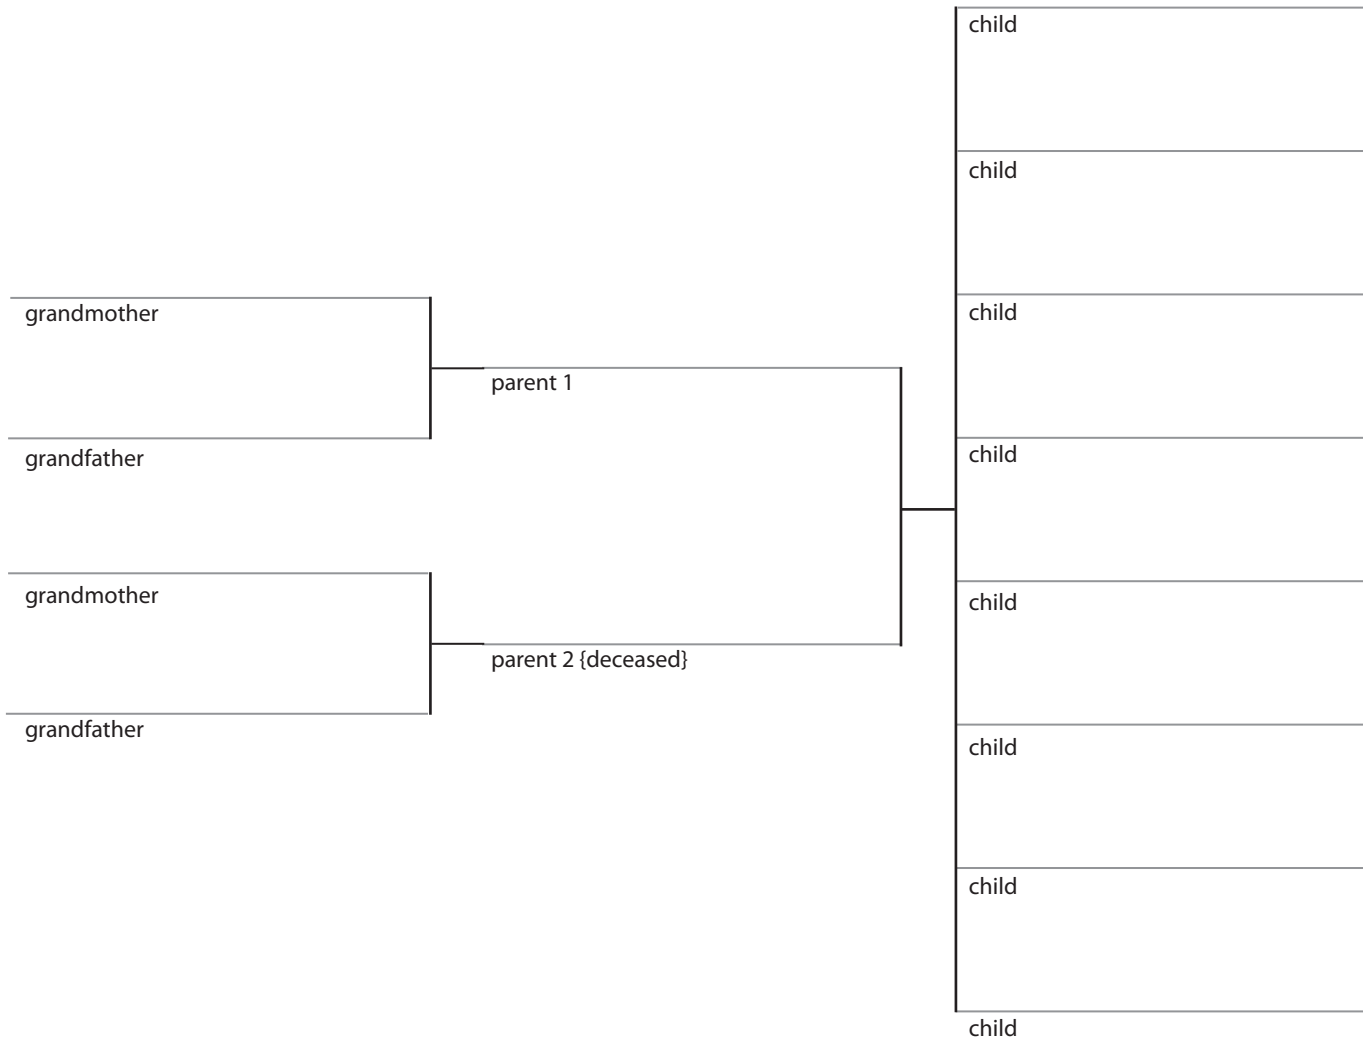 grandmother
grandfather
grandmother
grandfather
parent 1
parent 2 {deceased}
child
child
child
child
child
child
child
child